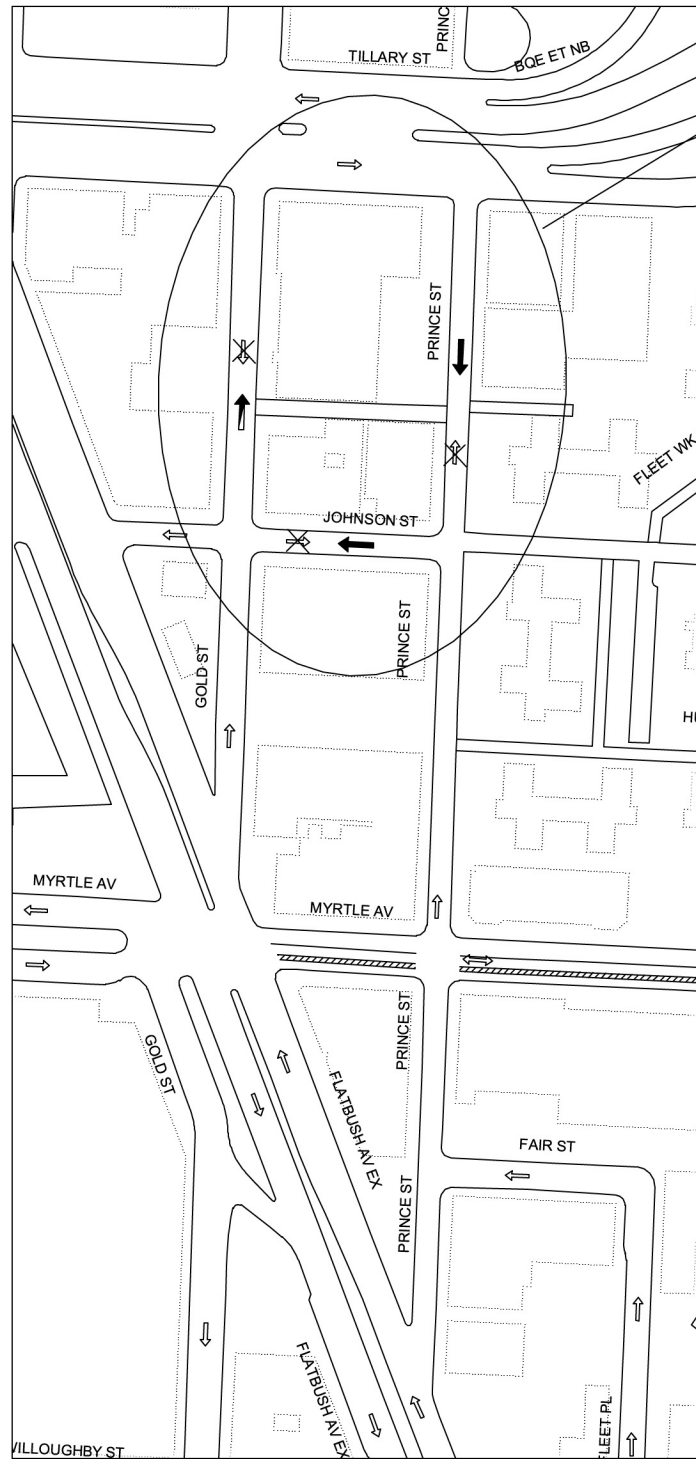 PRINC
TILLARY ST
BQE ET NB
PRINCE ST
FLEET WK
JOHNSON ST
PRINCE ST
GOLD ST
HU
MYRTLE AV
MYRTLE AV
PRINCE ST
GOLD ST
FLATBUSH AV EX
FAIR ST
PRINCE ST
FLATBUSH AV EX
FLEET PL
ILLOUGHBY ST